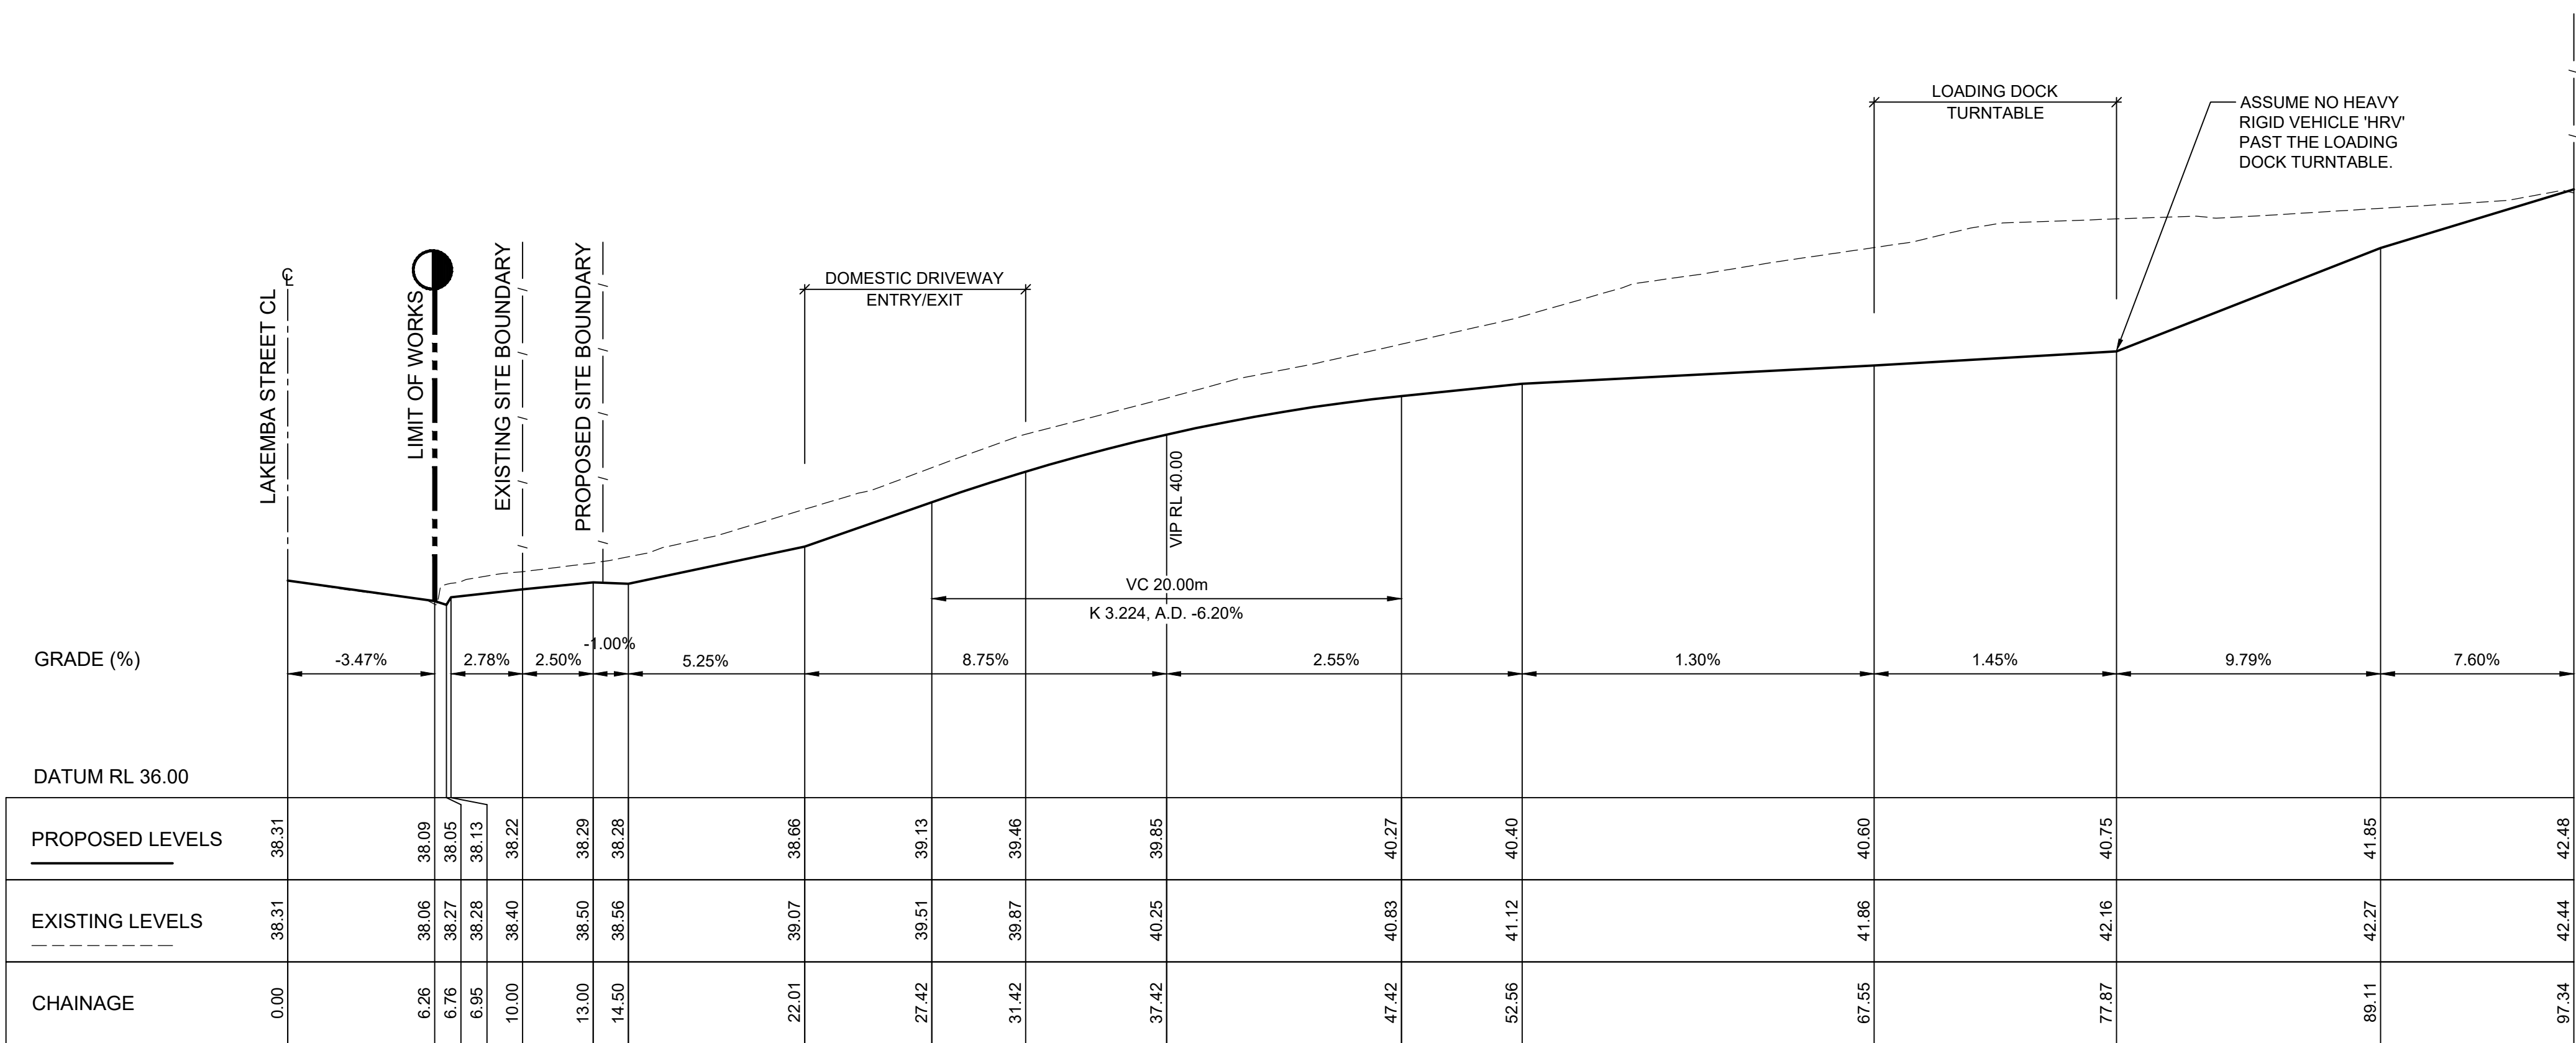 LOADING DOCK
TURNTABLE
ASSUME NO HEAVY
RIGID VEHICLE 'HRV'
PAST THE LOADING
DOCK TURNTABLE.
LAKEMBA STREET CL
LIMIT OF WORKS
EXISTING SITE BOUNDARY
PROPOSED SITE BOUNDARY
DOMESTIC DRIVEWAY
ENTRY/EXIT
VIP RL 40.00
VC 20.00m
K 3.224, A.D. -6.20%
GRADE (%)
-3.47% 2.78% 2.50% -1.00% 5.25% 8.75% 2.55% 1.30% 1.45% 9.79% 7.60%
DATUM RL 36.00
PROPOSED LEVELS 38.31 38.09 38.05 38.13 38.22 38.29 38.28 38.66 39.13 39.46 39.85 40.27 40.40 40.60 40.75 41.85 42.48
EXISTING LEVELS 38.31 38.06 38.27 38.28 38.40 38.50 38.56 39.07 39.51 39.87 40.25 40.83 41.12 41.86 42.16 42.27 42.44
CHAINAGE 0.00 6.26 6.76 6.95 10.00 13.00 14.50 22.01 27.42 31.42 37.42 47.42 52.56 67.55 77.87 89.11 97.34